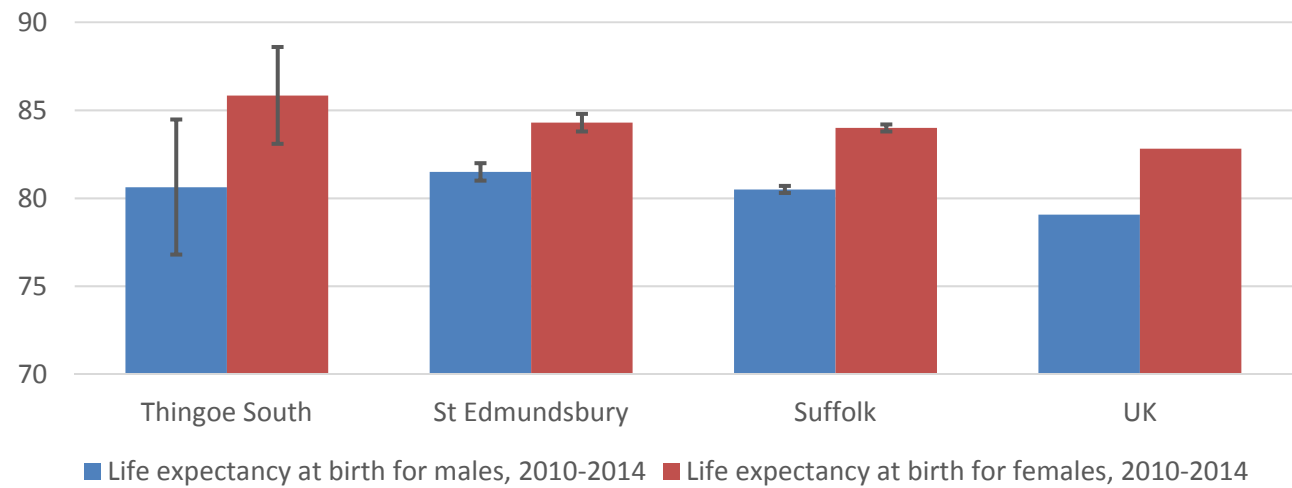 90
85
80
75
70
Thingoe South St Edmundsbury Suffolk UK
Life expectancy at birth for males, 2010-2014 Life expectancy at birth for females, 2010-2014